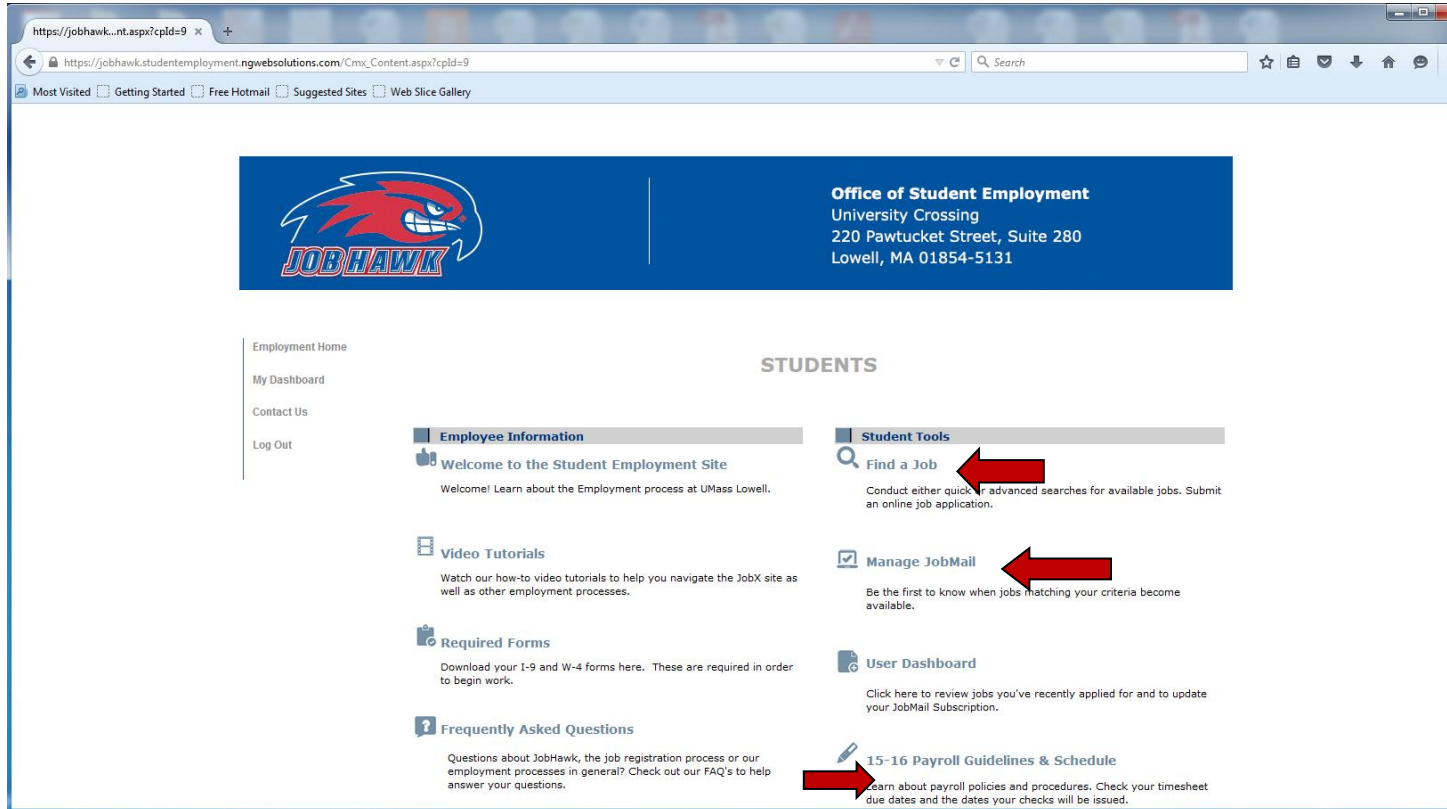 https://jobhawk...nt.aspx?cpId=9 × +
https://jobhawk.studentemployment.ngwebsolutions.com/Cmx_Content.aspx?cpId=9
Search
Most Visited Getting Started Free Hotmail Suggested Sites Web Slice Gallery
JOBHAWK
Office of Student Employment
University Crossing
220 Pawtucket Street, Suite 280
Lowell, MA 01854-5131
Employment Home
My Dashboard
Contact Us
Log Out
STUDENTS
Employee Information
Welcome to the Student Employment Site
Welcome! Learn about the Employment process at UMass Lowell.
Video Tutorials
Watch our how-to video tutorials to help you navigate the JobX site as
well as other employment processes.
Required Forms
Download your I-9 and W-4 forms here. These are required in order
to begin work.
Frequently Asked Questions
Questions about JobHawk, the job registration process or our
employment processes in general? Check out our FAQ's to help
answer your questions.
Student Tools
Find a Job
Conduct either quick or advanced searches for available jobs. Submit
an online job application.
Manage JobMail
Be the first to know when jobs matching your criteria become
available.
User Dashboard
Click here to review jobs you've recently applied for and to update
your JobMail Subscription.
15-16 Payroll Guidelines & Schedule
Learn about payroll policies and procedures. Check your timesheet
due dates and the dates your checks will be issued.